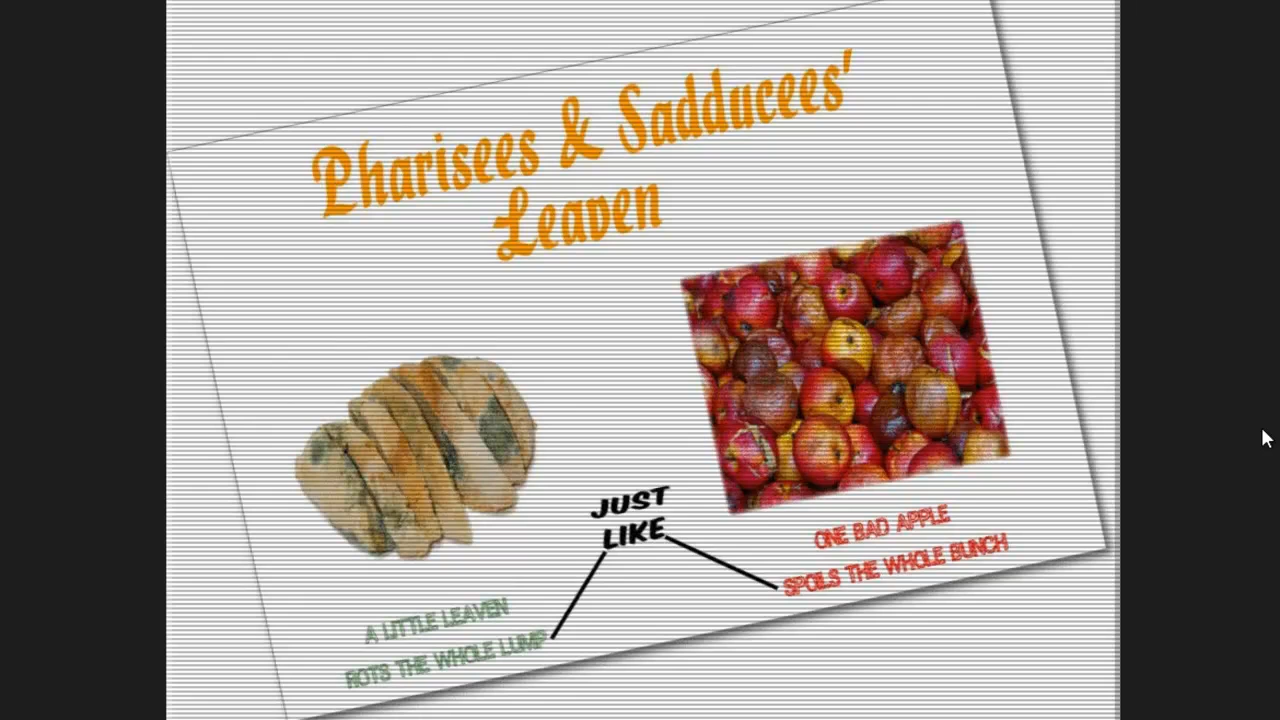 Pharisees & Sadducees'
Leaven
JUST
LIKE
A LITTLE LEAVEN
ROTS THE WHOLE LUMP
ONE BAD APPLE
SPOILS THE WHOLE BUNCH